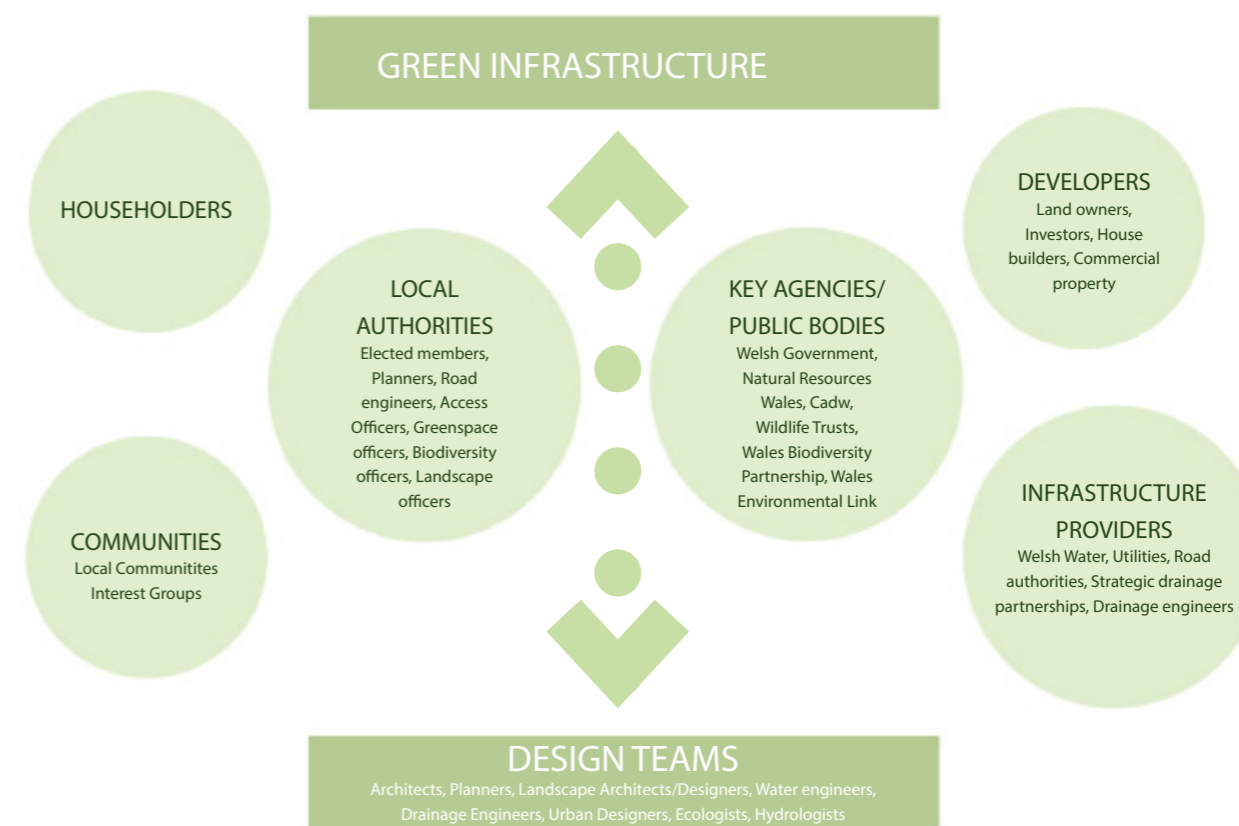 GREEN INFRASTRUCTURE
HOUSEHOLDERS
COMMUNITIES
Local Communitites
Interest Groups
LOCAL
AUTHORITIES
Elected members,
Planners, Road
engineers, Access
Officers, Greenspace
officers, Biodiversity
officers, Landscape
officers
KEY AGENCIES/
PUBLIC BODIES
Welsh Government,
Natural Resources
Wales, Cadw,
Wildlife Trusts,
Wales Biodiversity
Partnership, Wales
Environmental Link
DEVELOPERS
Land owners,
Investors, House
builders, Commercial
property
INFRASTRUCTURE
PROVIDERS
Welsh Water, Utilities, Road
authorities, Strategic drainage
partnerships, Drainage engineers
DESIGN TEAMS
Architects, Planners, Landscape Architects/Designers, Water engineers,
Drainage Engineers, Urban Designers, Ecologists, Hydrologists